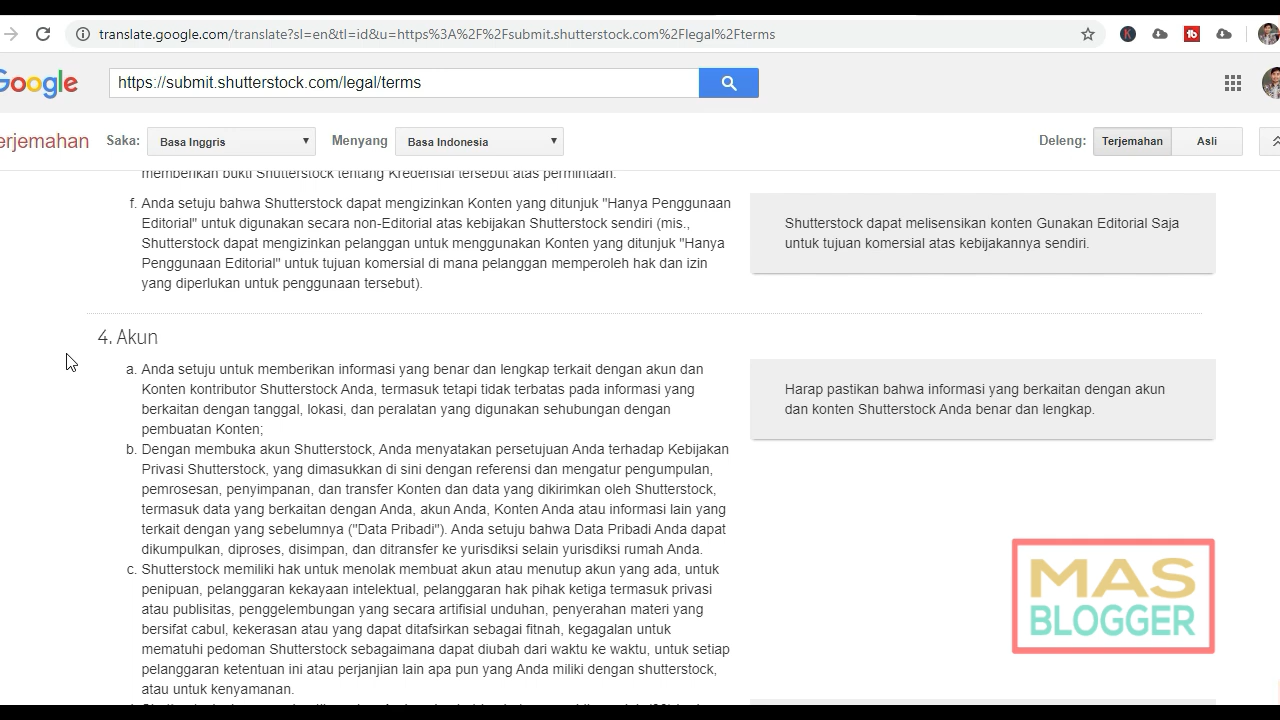 translate.google.com/translate?sl=en&tl=id&u=https%3A%2F%2Fsubmit.shutterstock.com%2Flegal%2Fterms
Google
https://submit.shutterstock.com/legal/terms
erjemahan Saka: Basa Inggris Menyang Basa Indonesia Deleng: Terjemahan Asli
memberikan bukti Shutterstock tentang Kredensial tersebut atas permintaan.
f. Anda setuju bahwa Shutterstock dapat mengizinkan Konten yang ditunjuk "Hanya Penggunaan
Editorial" untuk digunakan secara non-Editorial atas kebijakan Shutterstock sendiri (mis.,
Shutterstock dapat mengizinkan pelanggan untuk menggunakan Konten yang ditunjuk "Hanya
Penggunaan Editorial" untuk tujuan komersial di mana pelanggan memperoleh hak dan izin
yang diperlukan untuk penggunaan tersebut).
Shutterstock dapat melisensikan konten Gunakan Editorial Saja
untuk tujuan komersial atas kebijakannya sendiri.
4. Akun
a. Anda setuju untuk memberikan informasi yang benar dan lengkap terkait dengan akun dan
Konten kontributor Shutterstock Anda, termasuk tetapi tidak terbatas pada informasi yang
berkaitan dengan tanggal, lokasi, dan peralatan yang digunakan sehubungan dengan
pembuatan Konten;
Harap pastikan bahwa informasi yang berkaitan dengan akun
dan konten Shutterstock Anda benar dan lengkap.
b. Dengan membuka akun Shutterstock, Anda menyatakan persetujuan Anda terhadap Kebijakan
Privasi Shutterstock, yang dimasukkan di sini dengan referensi dan mengatur pengumpulan,
pemrosesan, penyimpanan, dan transfer Konten dan data yang dikirimkan oleh Shutterstock,
termasuk data yang berkaitan dengan Anda, akun Anda, Konten Anda atau informasi lain yang
terkait dengan yang sebelumnya ("Data Pribadi"). Anda setuju bahwa Data Pribadi Anda dapat
dikumpulkan, diproses, disimpan, dan ditransfer ke yurisdiksi selain yurisdiksi rumah Anda.
c. Shutterstock memiliki hak untuk menolak membuat akun atau menutup akun yang ada, untuk
penipuan, pelanggaran kekayaan intelektual, pelanggaran hak pihak ketiga termasuk privasi
atau publisitas, penggelembungan yang secara artifisial unduhan, penyerahan materi yang
bersifat cabul, kekerasan atau yang dapat ditafsirkan sebagai fitnah, kegagalan untuk
mematuhi pedoman Shutterstock sebagaimana dapat diubah dari waktu ke waktu, untuk setiap
pelanggaran ketentuan ini atau perjanjian lain apa pun yang Anda miliki dengan shutterstock,
atau untuk kenyamanan.
MAS
BLOGGER